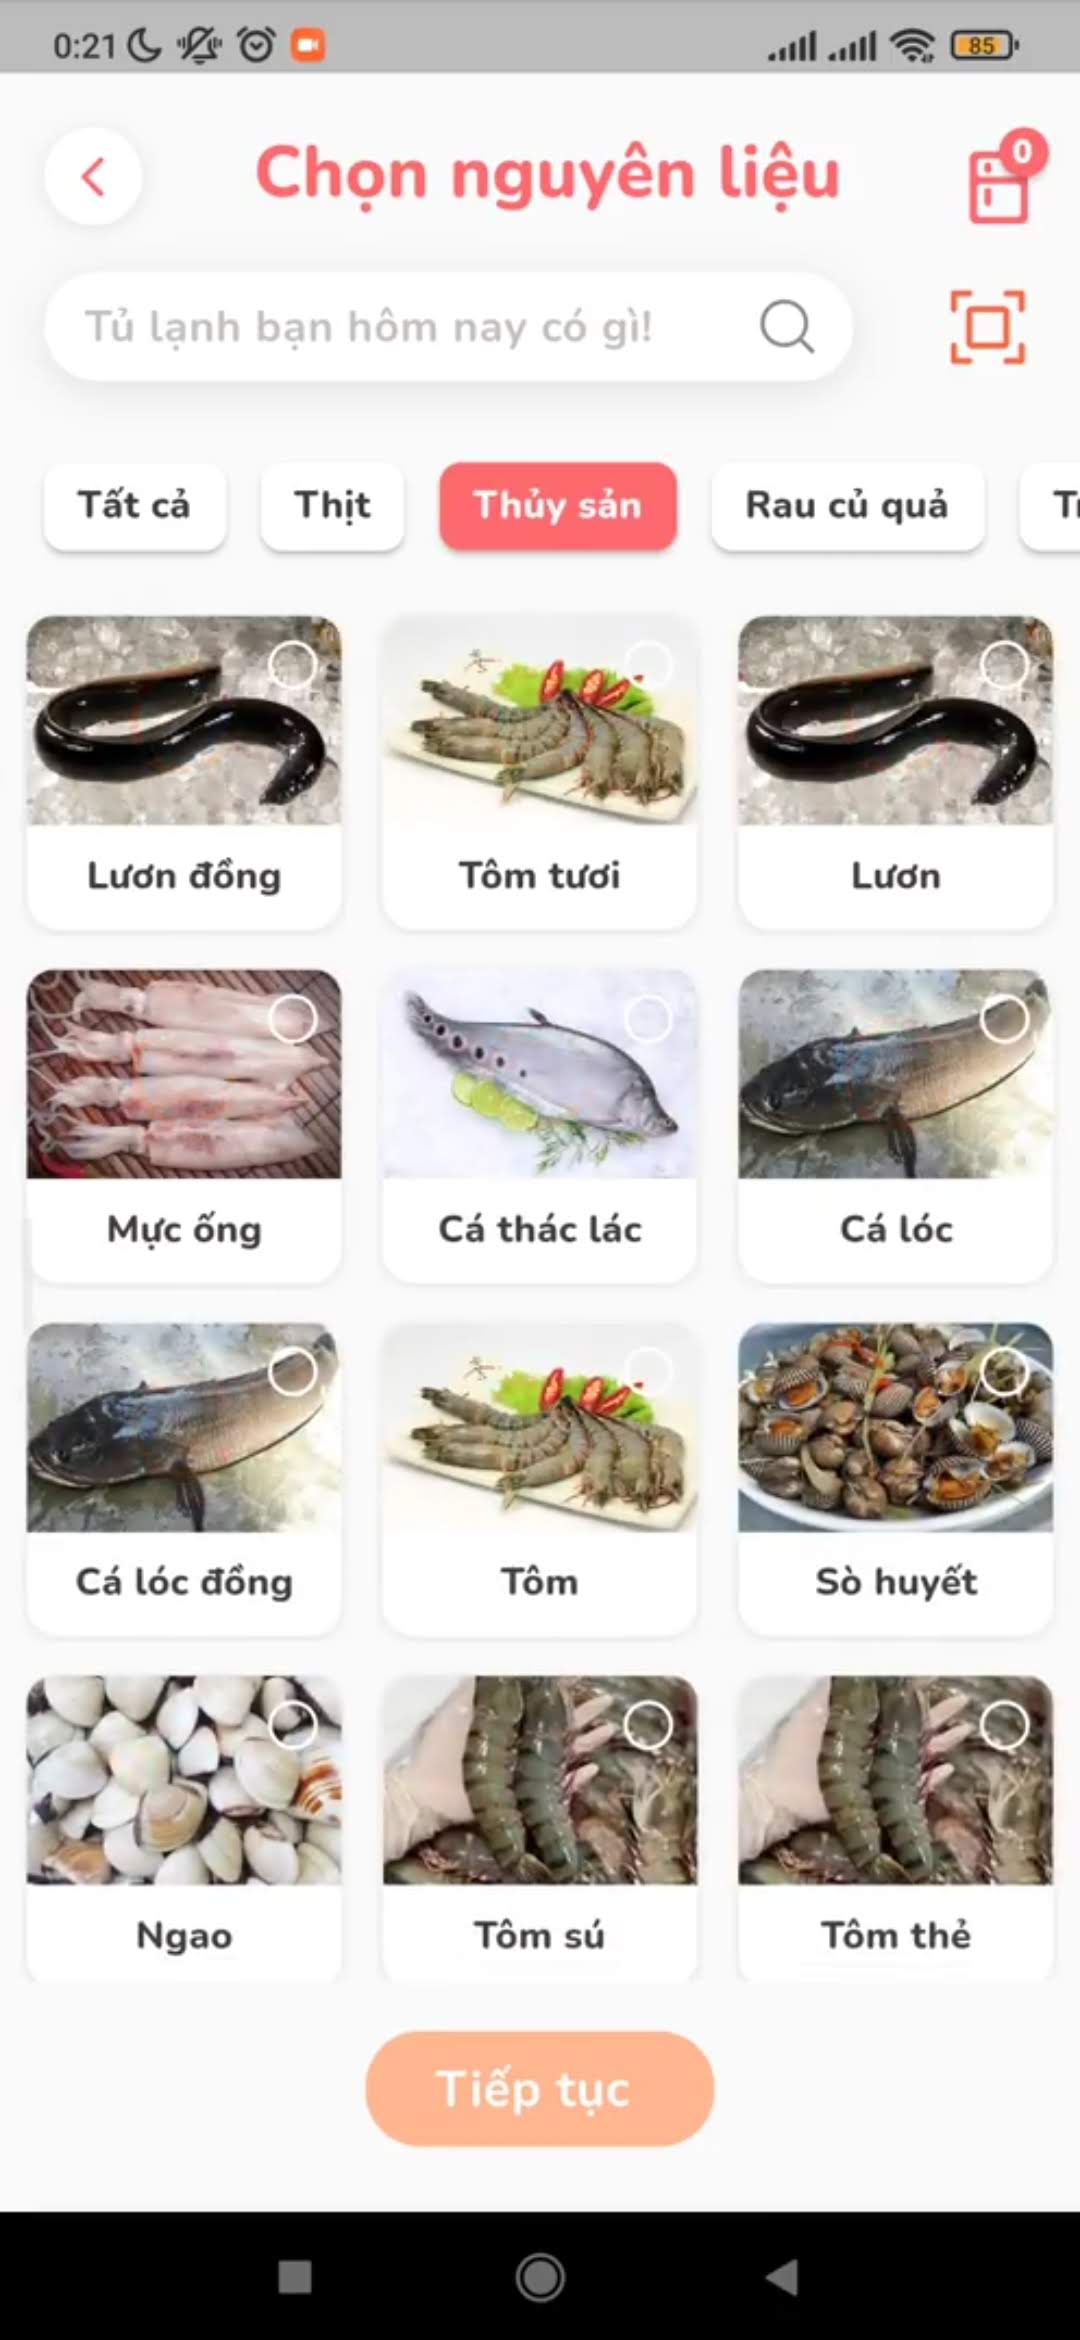 0:21
85
Chọn nguyên liệu
0
Tủ lạnh bạn hôm nay có gì!
Tất cả
Thịt
Thủy sản
Rau củ quả
Lươn đồng
Tôm tươi
Lươn
Mực ống
Cá thác lác
Cá lóc
Cá lóc đồng
Tôm
Sò huyết
Ngao
Tôm sú
Tôm thẻ
Tiếp tục